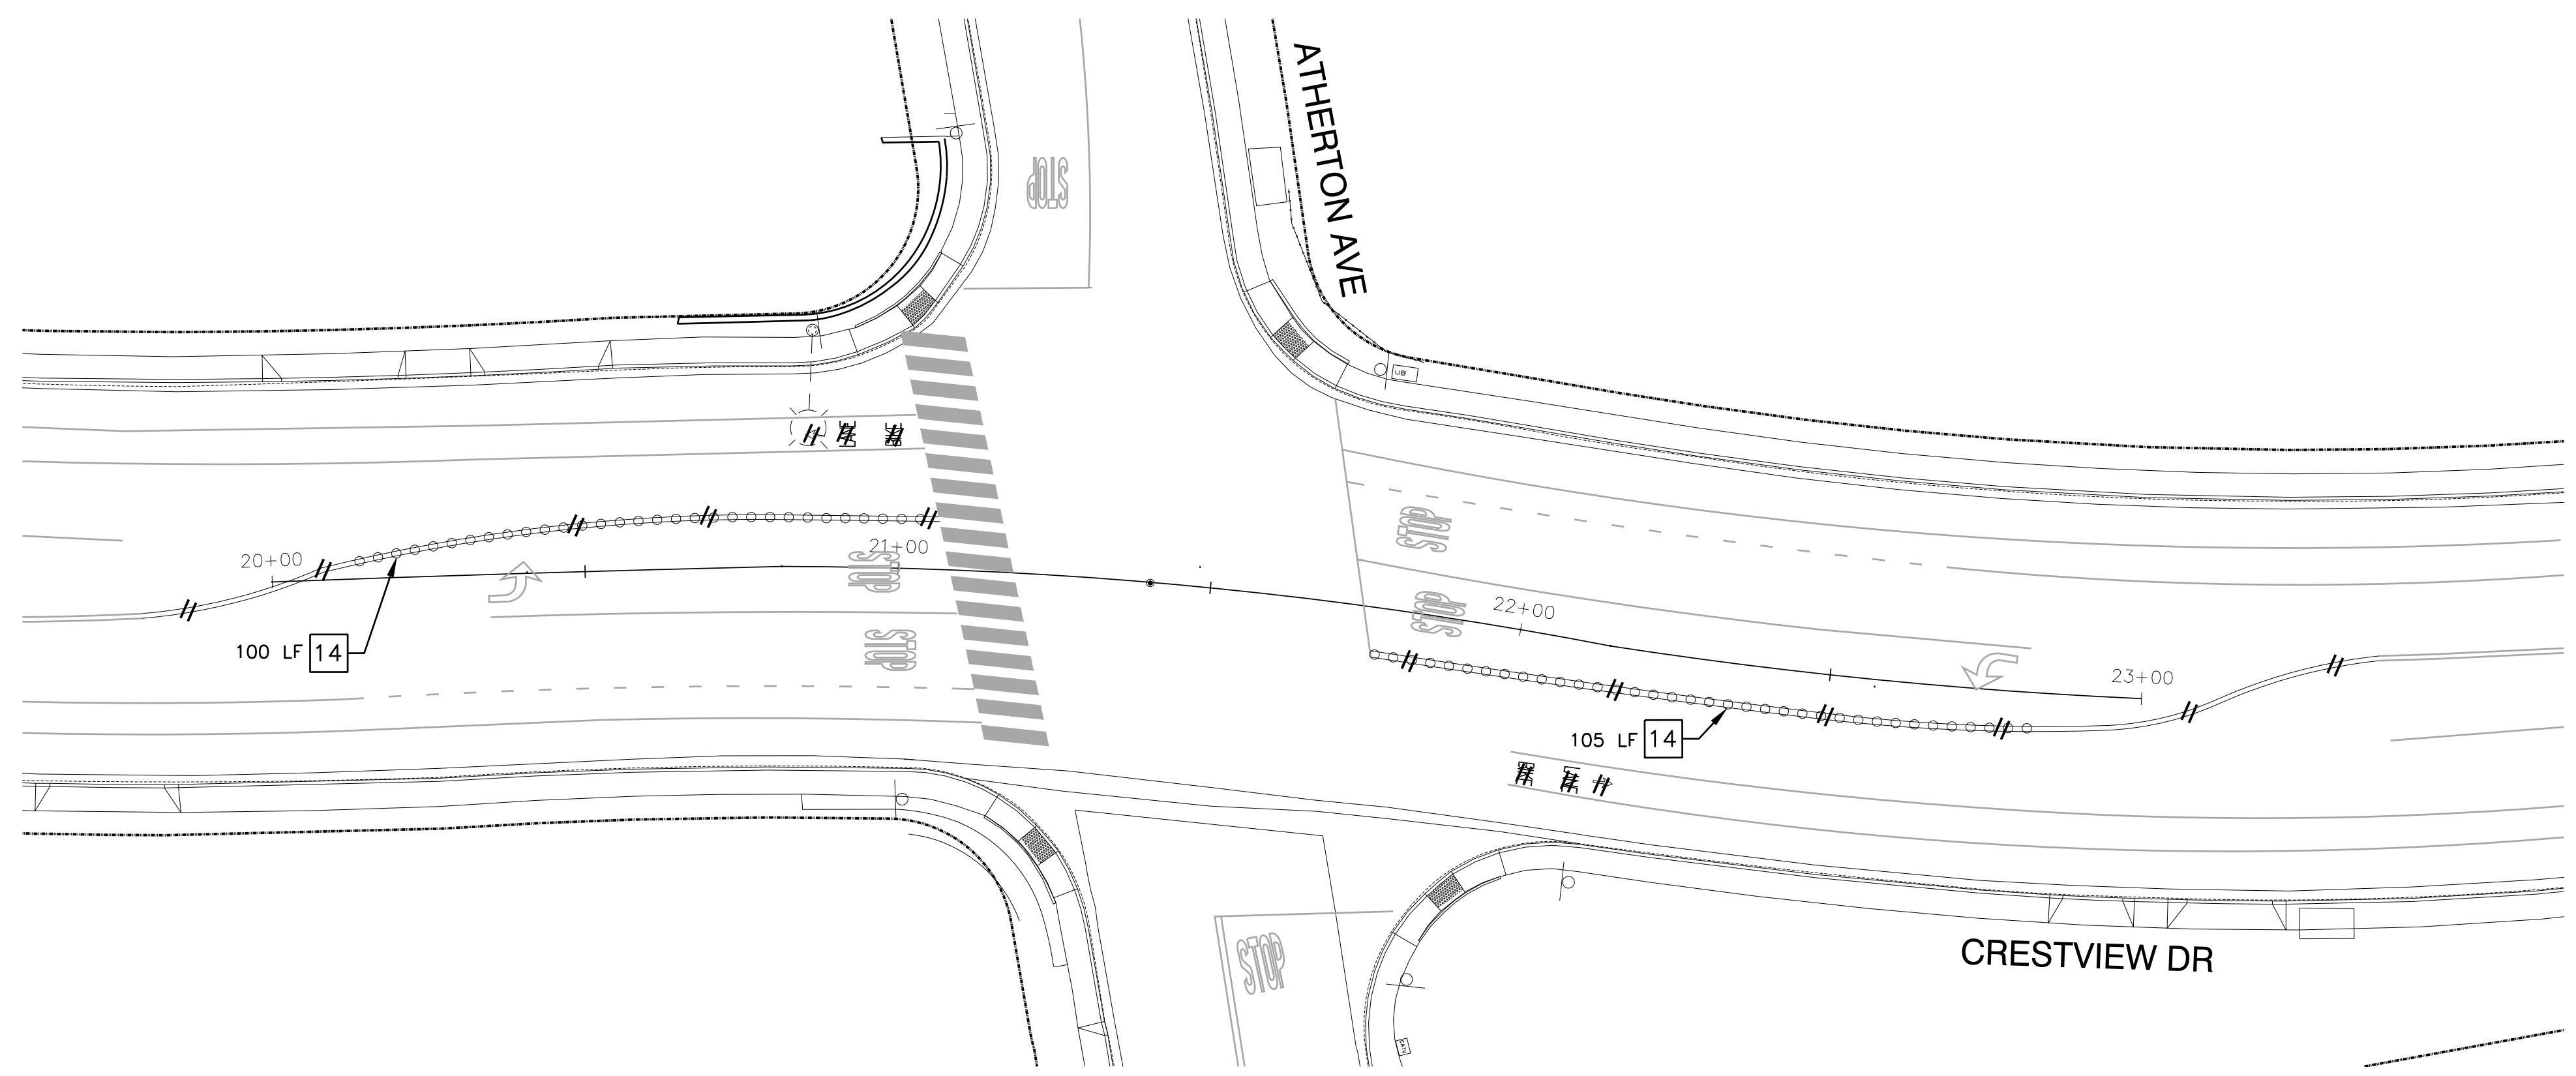 ATHERTON AVE
STOP
UB
20+00
21+00
STOP
STOP
STOP
STOP
22+00
23+00
100 LF 14
105 LF 14
STOP
CRESTVIEW DR
CATV